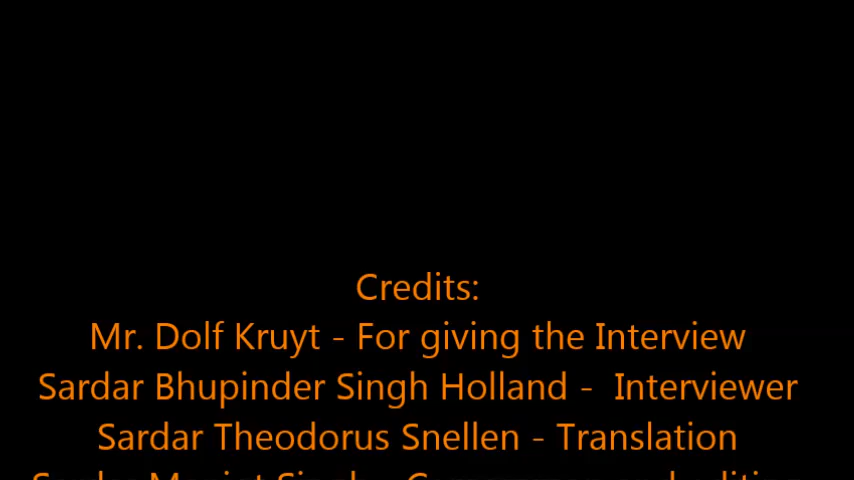 Credits:
Mr. Dolf Kruyt - For giving the Interview
Sardar Bhupinder Singh Holland -  Interviewer
Sardar Theodorus Snellen - Translation